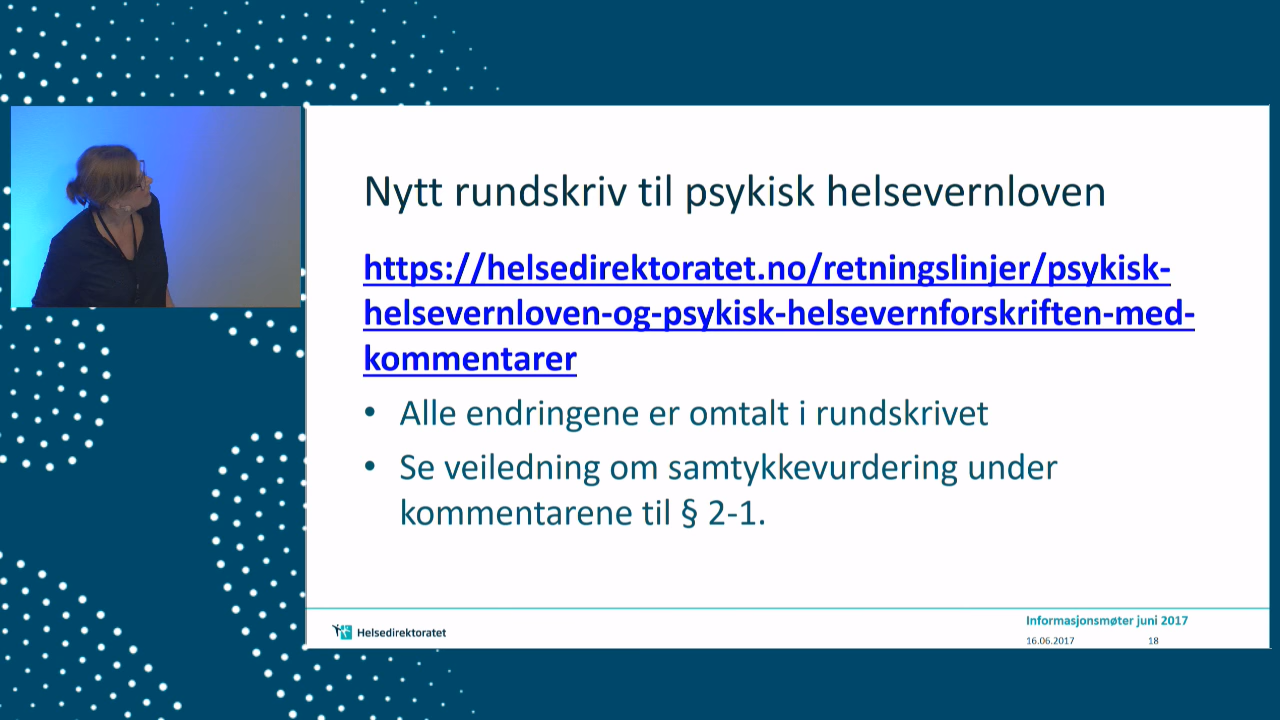 Nytt rundskriv til psykisk helsevernloven
https://helsedirektoratet.no/retningslinjer/psykisk-
helsevernloven-og-psykisk-helsevernforskriften-med-
kommentarer
• Alle endringene er omtalt i rundskrivet
• Se veiledning om samtykkevurdering under
kommentarene til § 2-1.
Helsedirektoratet
Informasjonsmøter juni 2017
16.06.2017 18